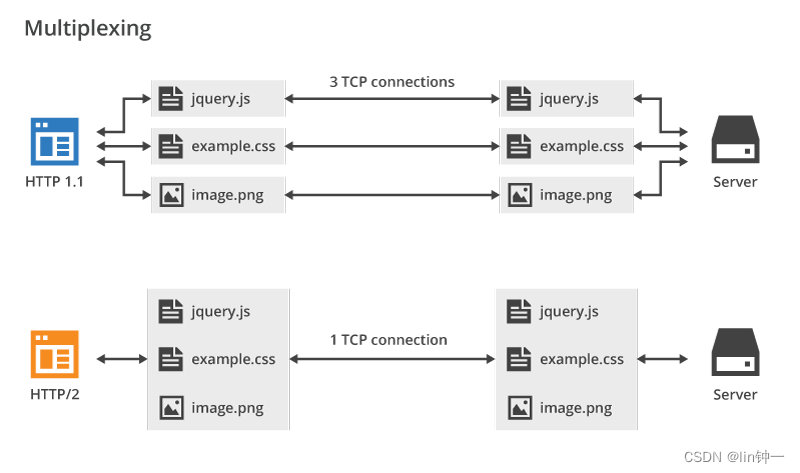 Multiplexing
3 TCP connections
jquery.js
jquery.js
example.css
example.css
image.png
image.png
HTTP 1.1
Server
jquery.js
jquery.js
1 TCP connection
example.css
example.css
image.png
image.png
HTTP/2
Server
CSDN @lin钟一